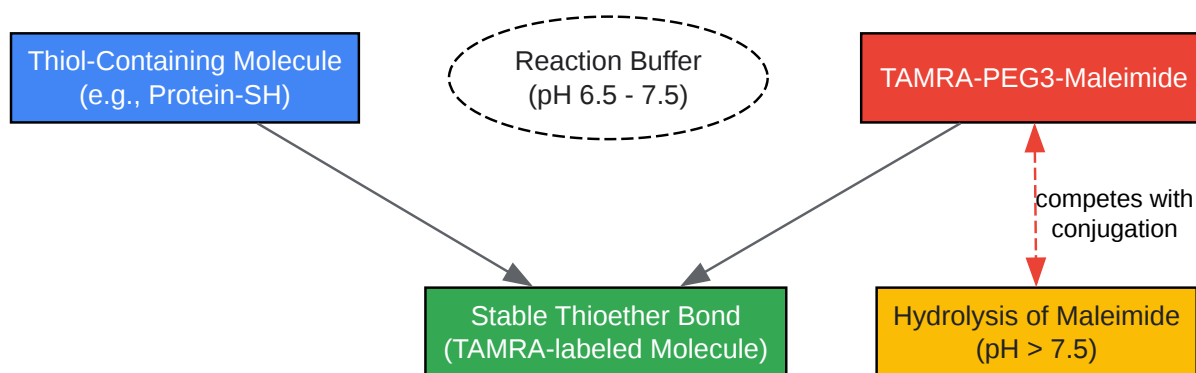 Thiol-Containing Molecule
(e.g., Protein-SH)
Reaction Buffer
(pH 6.5 - 7.5)
TAMRA-PEG3-Maleimide
competes with
conjugation
Stable Thioether Bond
(TAMRA-labeled Molecule)
Hydrolysis of Maleimide
(pH > 7.5)